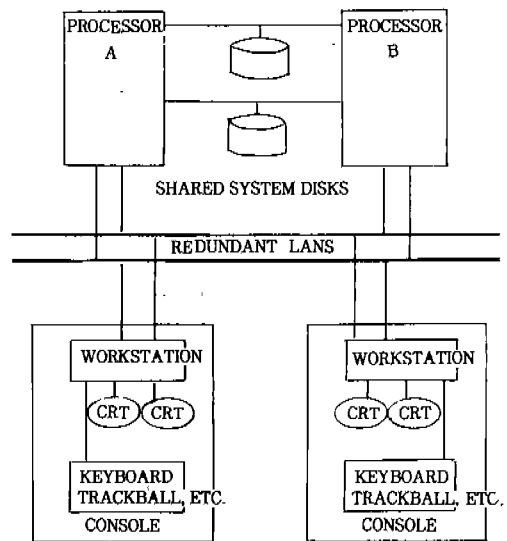 PROCESSOR
A
PROCESSOR
B
SHARED SYSTEM DISKS
REDUNDANT LANS
WORKSTATION
CRT
CRT
KEYBOARD
TRACKBALL, ETC.
CONSOLE
WORKSTATION
CRT
CRT
KEYBOARD
TRACKBALL, ETC.
CONSOLE